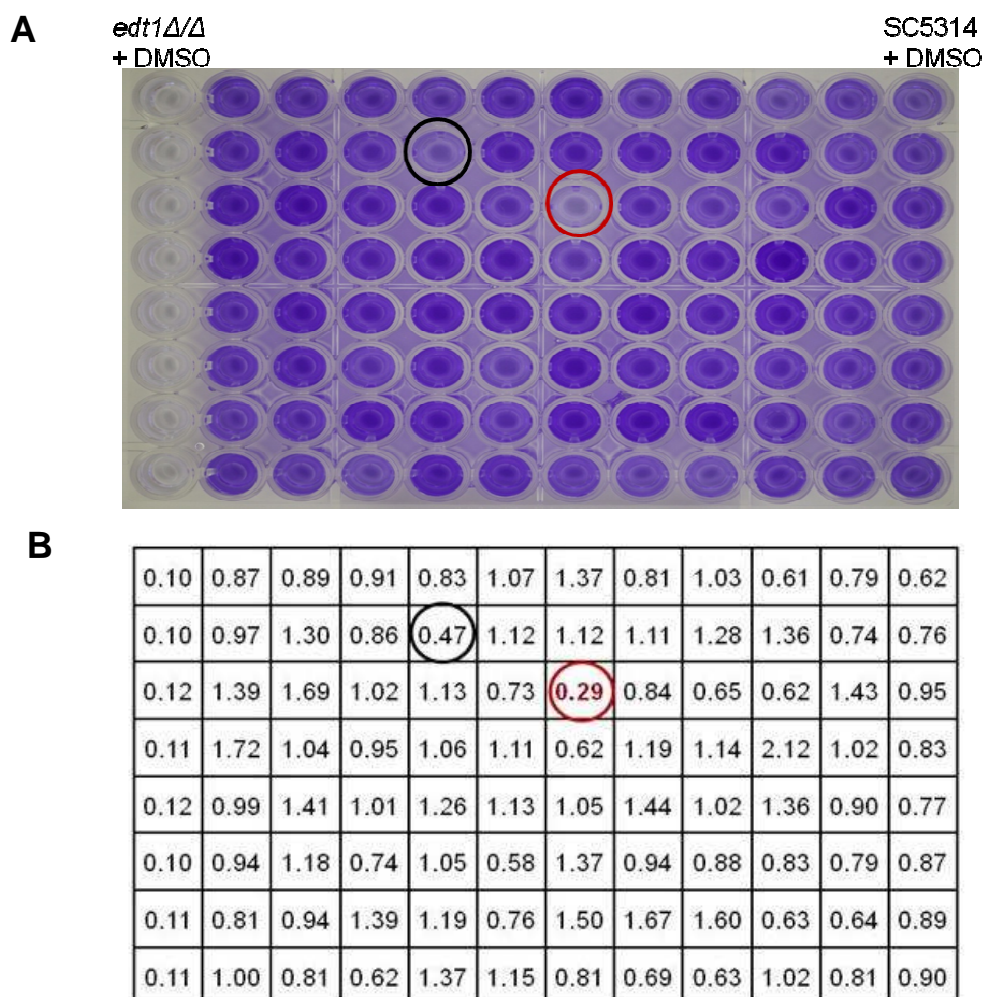 A
edt1Δ/Δ
+ DMSO
SC5314
+ DMSO
B
0.10 0.87 0.89 0.91 0.83 1.07 1.37 0.81 1.03 0.61 0.79 0.62
0.10 0.97 1.30 0.86 0.47 1.12 1.12 1.11 1.28 1.36 0.74 0.76
0.12 1.39 1.69 1.02 1.13 0.73 0.29 0.84 0.65 0.62 1.43 0.95
0.11 1.72 1.04 0.95 1.06 1.11 0.62 1.19 1.14 2.12 1.02 0.83
0.12 0.99 1.41 1.01 1.26 1.13 1.05 1.44 1.02 1.36 0.90 0.77
0.10 0.94 1.18 0.74 1.05 0.58 1.37 0.94 0.88 0.83 0.79 0.87
0.11 0.81 0.94 1.39 1.19 0.76 1.50 1.67 1.60 0.63 0.64 0.89
0.11 1.00 0.81 0.62 1.37 1.15 0.81 0.69 0.63 1.02 0.81 0.90